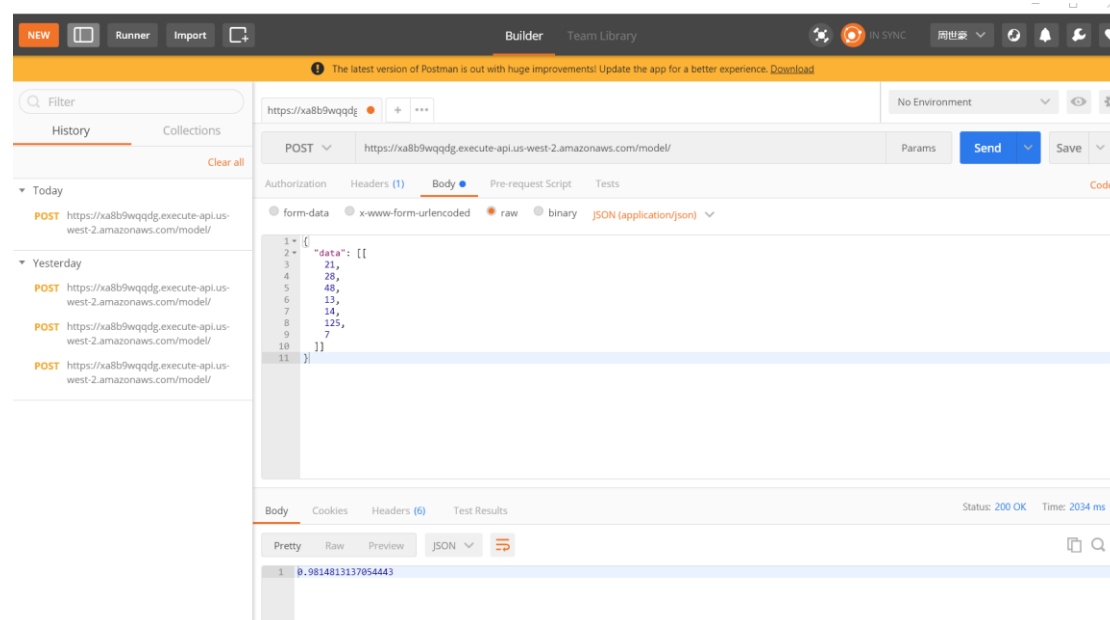 NEW Runner Import Builder Team Library IN SYNC 周世豪
The latest version of Postman is out with huge improvements! Update the app for a better experience. Download
Filter
History Collections
Clear all
Today
POST https://xa8b9wqqdg.execute-api.us-
west-2.amazonaws.com/model/
Yesterday
POST https://xa8b9wqqdg.execute-api.us-
west-2.amazonaws.com/model/
POST https://xa8b9wqqdg.execute-api.us-
west-2.amazonaws.com/model/
POST https://xa8b9wqqdg.execute-api.us-
west-2.amazonaws.com/model/
https://xa8b9wqqdg + ••• No Environment
POST https://xa8b9wqqdg.execute-api.us-west-2.amazonaws.com/model/ Params Send Save
Authorization Headers (1) Body Pre-request Script Tests Code
form-data x-www-form-urlencoded raw binary JSON (application/json)
1 {
2 "data": [[
3 21,
4 28,
5 48,
6 13,
7 14,
8 125,
9 7
10 ]]
11 }
Body Cookies Headers (6) Test Results Status: 200 OK Time: 2034 ms
Pretty Raw Preview JSON
1 0.9814813137054443